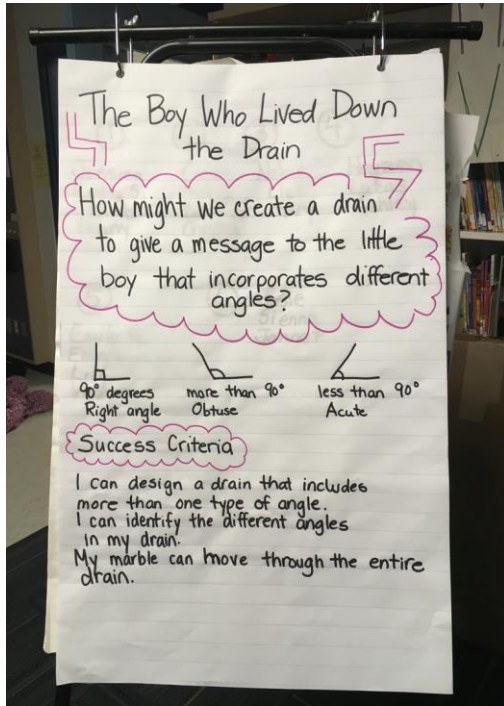 The Boy Who Lived Down
the Drain
How might we create a drain
to give a message to the little
boy that incorporates different
angles?
90° degrees
Right angle
more than 90°
Obtuse
less than 90°
Acute
Success Criteria
I can design a drain that includes
more than one type of angle.
I can identify the different angles
in my drain.
My marble can move through the entire
drain.